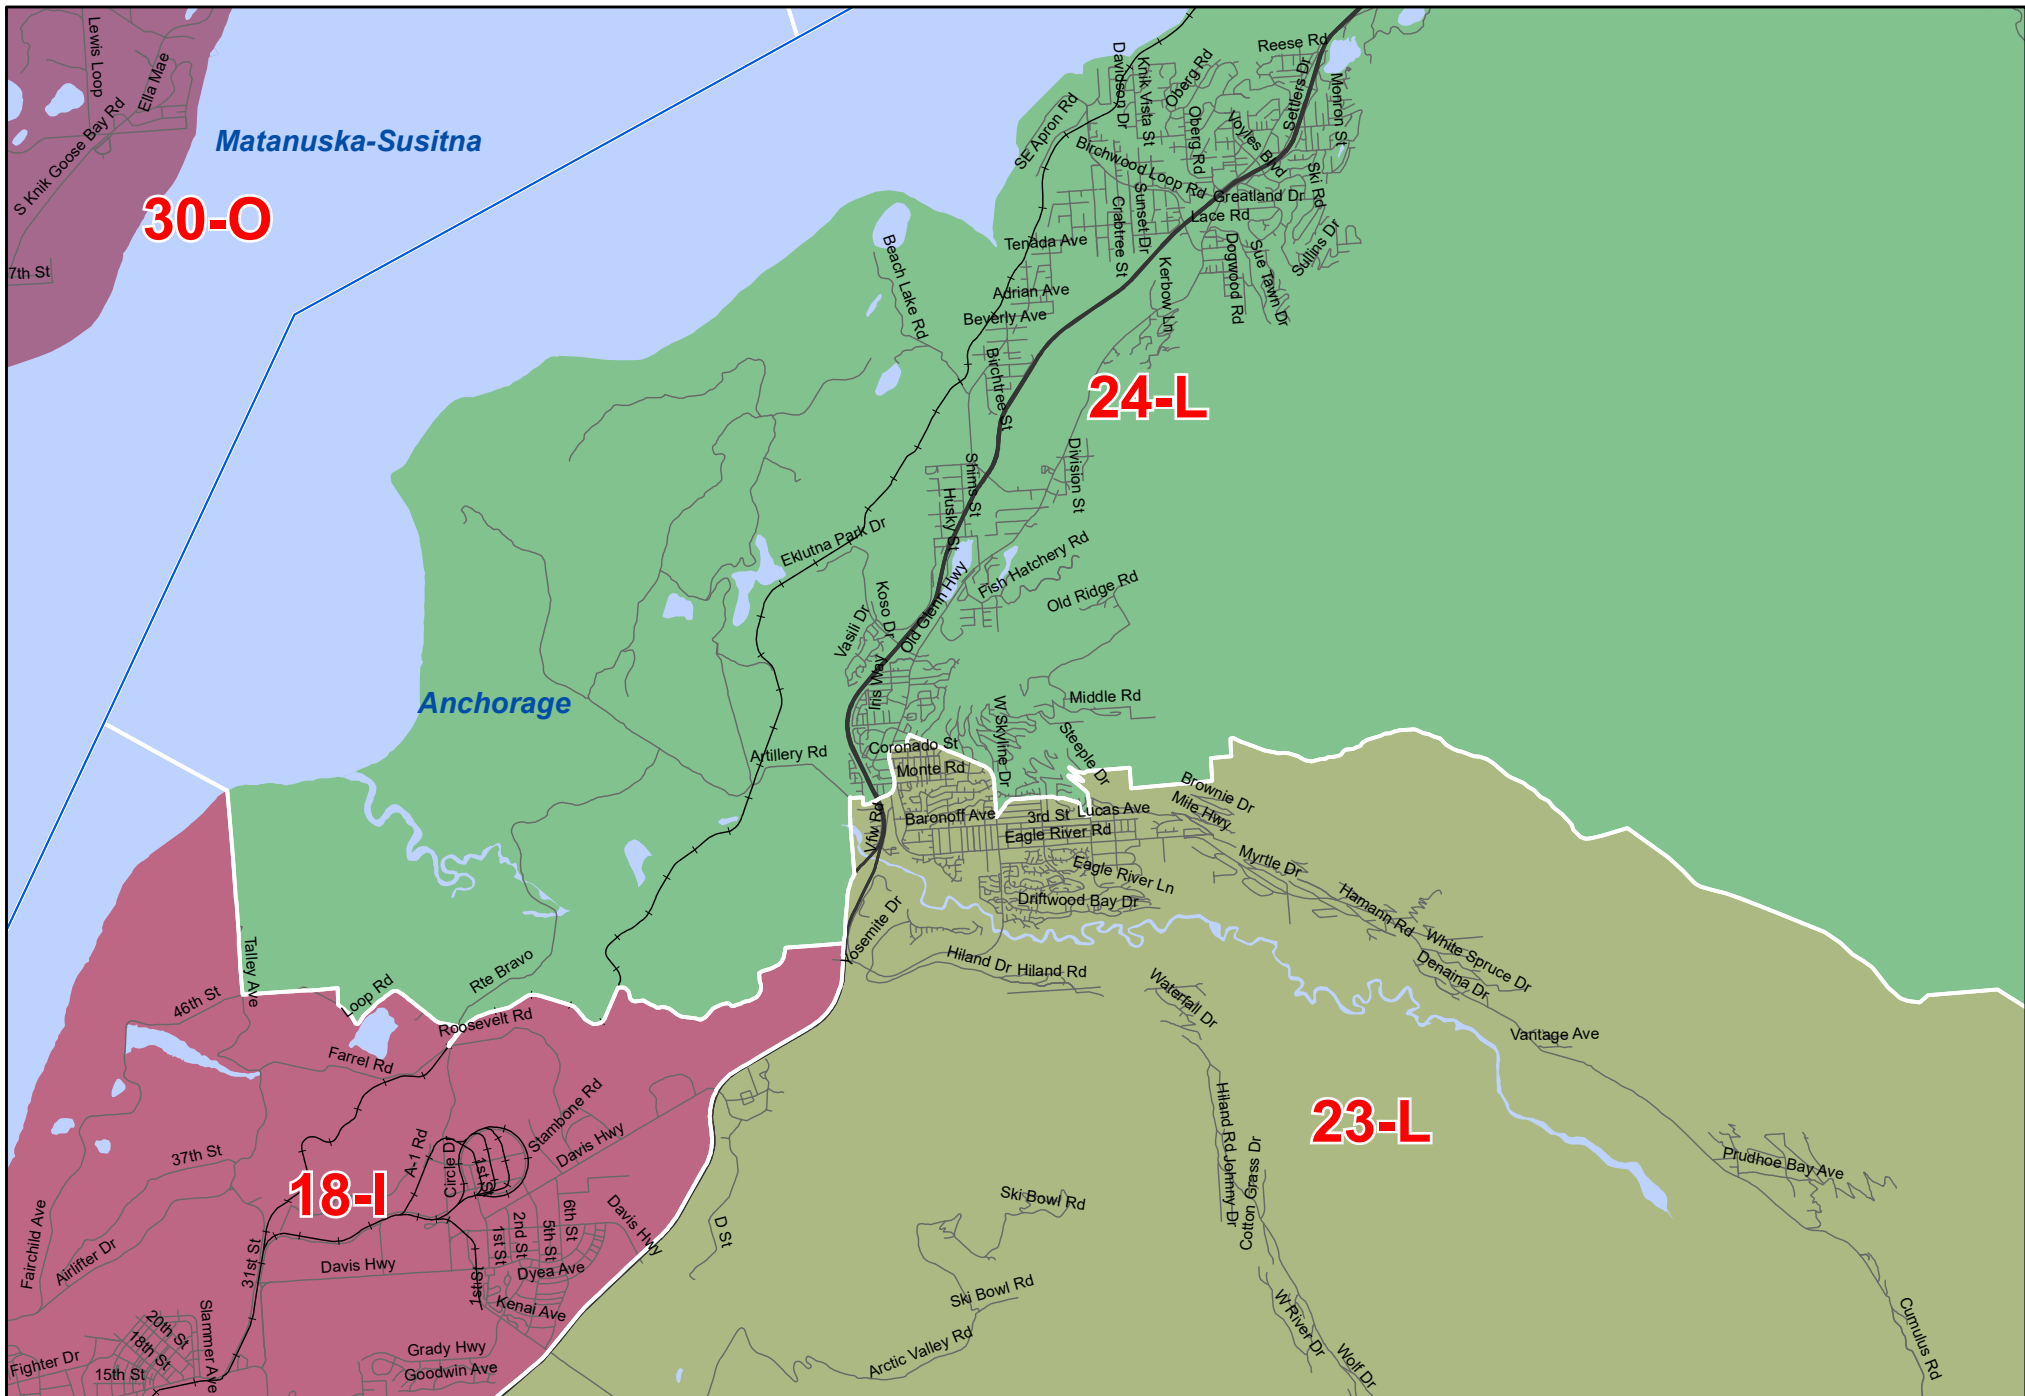 Lewis Loop
Ella Mae
S Knik Goose Bay Rd
7th St
Matanuska-Susitna
30-O
Reese Rd
Davidson Dr
Knik Vista St
Oberg Rd
Settlers Dr
Monron St
SE Apron Rd
Oberg Rd
Noyles Blvd
Birchwood Loop Rd
Ski Rd
Greatland Dr
Lace Rd
Crabtree St
Sunset Dr
Tenada Ave
Dogwood Rd
Sue Tawn Dr
Sullins Dr
Beach Lake Rd
Kerbow Ln
Adrian Ave
Beverly Ave
Birchtree St
24-L
Division St
Shims St
Husky St
Eklutna Park Dr
Fish Hatchery Rd
Old Ridge Rd
Koso Dr
Old Glenn Hwy
Vasili Dr
Iris Way
Anchorage
Middle Rd
W Skyline Dr
Steeple Dr
Coronado St
Artillery Rd
Monte Rd
Brownie Dr
Mile Hwy
Vfw Rd
Baronoff Ave
3rd St
Lucas Ave
Eagle River Rd
Myrtle Dr
Eagle River Ln
Driftwood Bay Dr
Hamann Rd
Yosemite Dr
White Spruce Dr
Denaina Dr
Hiland Dr
Hiland Rd
Talley Ave
Rte Bravo
Loop Rd
46th St
Roosevelt Rd
Waterfall Dr
Vantage Ave
Farrel Rd
Stambone Rd
Davis Hwy
Hiland Rd
Johnny Dr
Cotton Grass Dr
23-L
A-1 Rd
Circle Dr
1st St
37th St
18-I
Prudhoe Bay Ave
Ski Bowl Rd
Fairchild Ave
Airlifter Dr
31st St
Davis Hwy
1st St
2nd St
5th St
6th St
Davis Hwy
D St
Dyea Ave
1st St
Kenai Ave
Ski Bowl Rd
W River Dr
Wolf Dr
Cumulus Rd
Slammer Ave
20th St
18th St
15th St
Fighter Dr
Grady Hwy
Goodwin Ave
Arctic Valley Rd